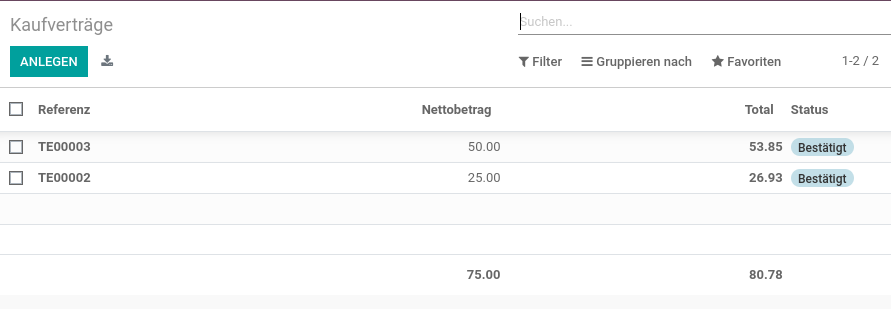 Kaufverträge
Suchen...
ANLEGEN
Filter Gruppieren nach Favoriten 1-2 / 2
Referenz Nettobetrag Total Status
TE00003 50.00 53.85 Bestätigt
TE00002 25.00 26.93 Bestätigt
75.00 80.78